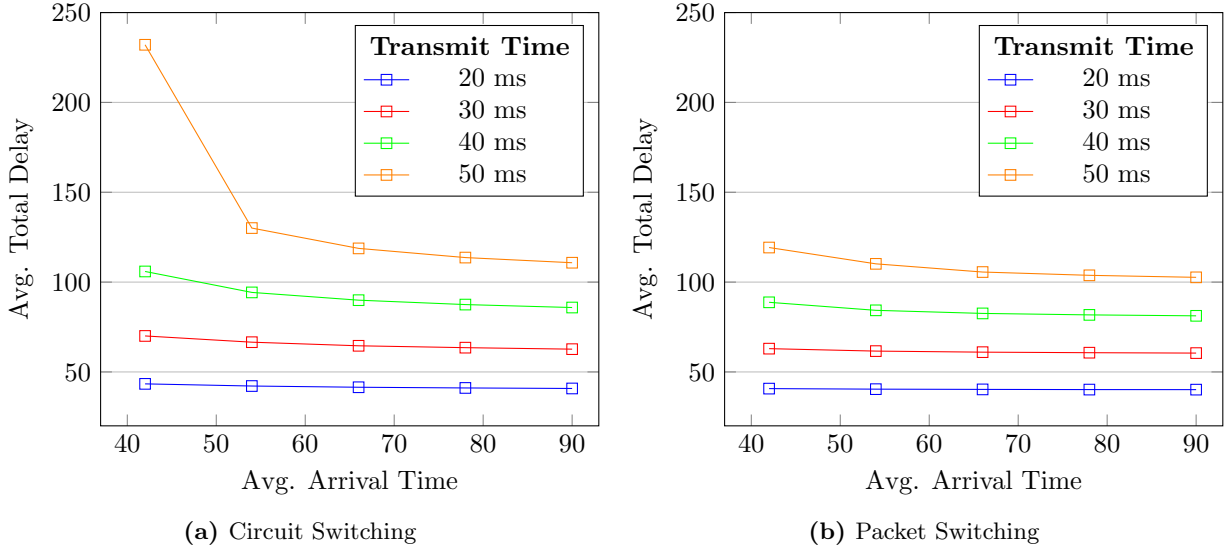 250
200
150
100
50
40 50 60 70 80 90
Avg. Total Delay
Avg. Arrival Time
Transmit Time
20 ms
30 ms
40 ms
50 ms
(a) Circuit Switching
250
200
150
100
50
40 50 60 70 80 90
Avg. Total Delay
Avg. Arrival Time
Transmit Time
20 ms
30 ms
40 ms
50 ms
(b) Packet Switching